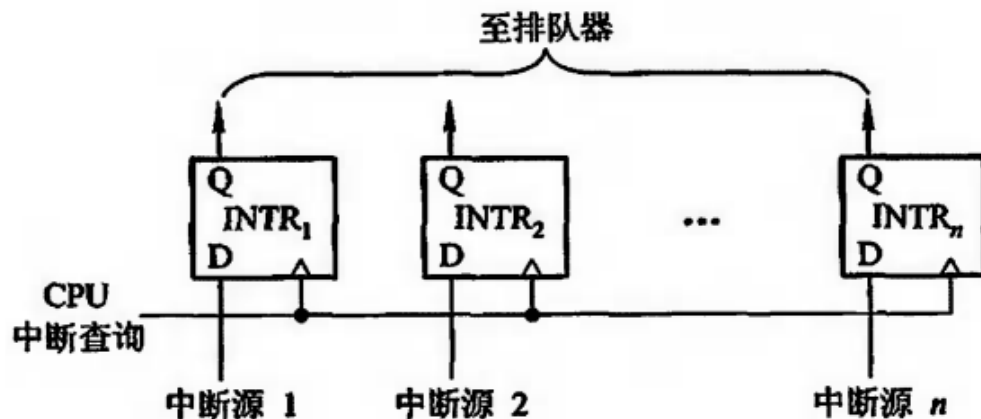 至排队器
Q Q Q
INTR₁ INTR₂ … INTRₙ
D D D
CPU
中断查询
中断源 1 中断源 2 中断源 n